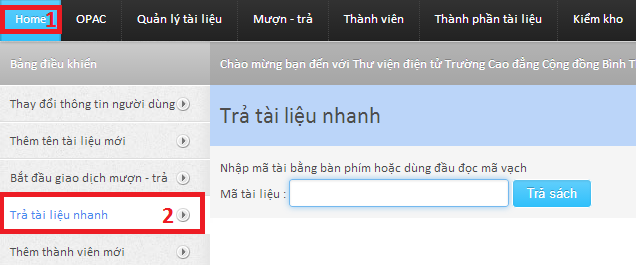 Home 1 OPAC Quản lý tài liệu Mượn - trả Thành viên Thành phần tài liệu Kiểm kho
Bảng điều khiển
Chào mừng bạn đến với Thư viện điện tử Trường Cao đẳng Cộng đồng Bình T
Thay đổi thông tin người dùng
Trả tài liệu nhanh
Thêm tên tài liệu mới
Nhập mã tài bằng bàn phím hoặc dùng đầu đọc mã vạch
Bắt đầu giao dịch mượn - trả
Mã tài liệu : Trả sách
Trả tài liệu nhanh 2
Thêm thành viên mới